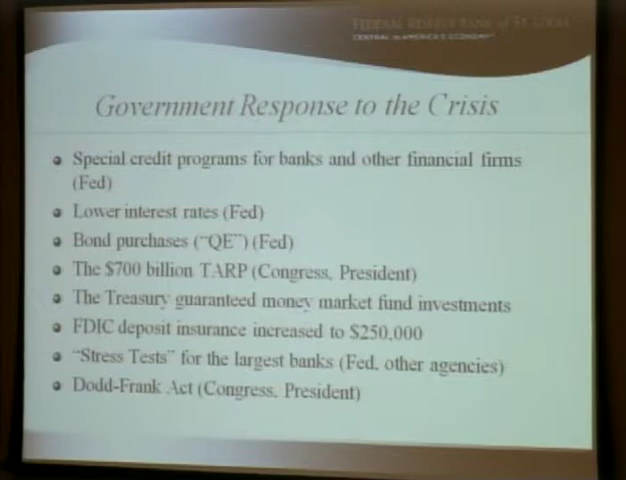 FEDERAL RESERVE BANK of ST. LOUIS
CENTRAL to AMERICA'S ECONOMY
Government Response to the Crisis
Special credit programs for banks and other financial firms
(Fed)
Lower interest rates (Fed)
Bond purchases ("QE") (Fed)
The $700 billion TARP (Congress, President)
The Treasury guaranteed money market fund investments
FDIC deposit insurance increased to $250,000
"Stress Tests" for the largest banks (Fed, other agencies)
Dodd-Frank Act (Congress, President)